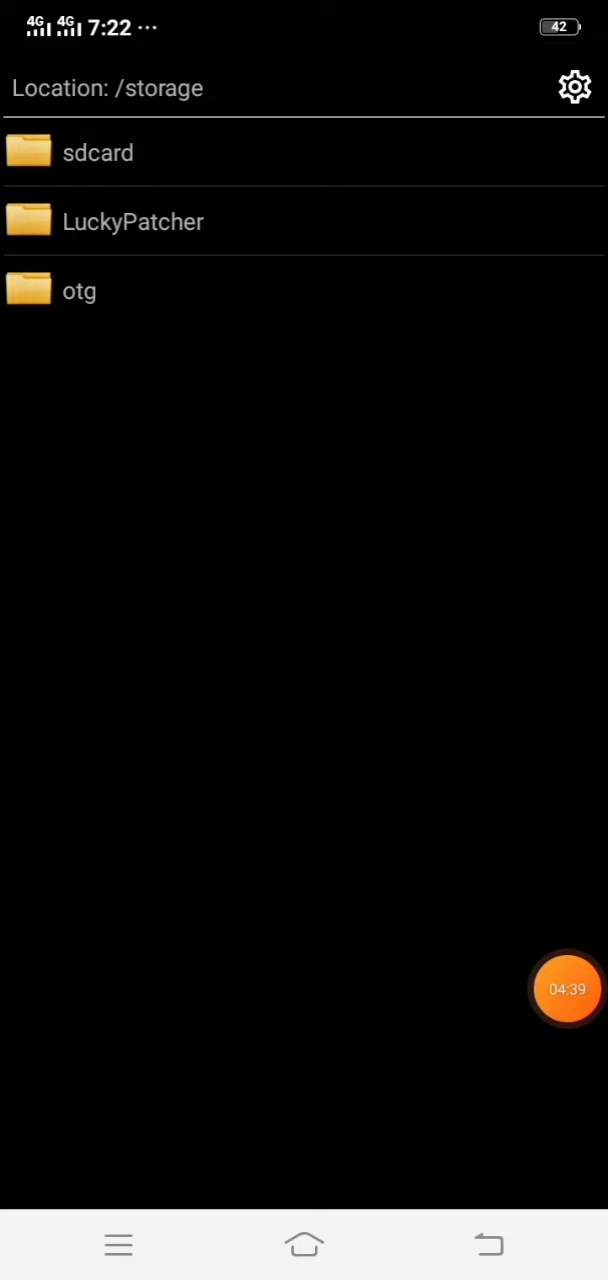 4G 4G 7:22 ... 42
Location: /storage
sdcard
LuckyPatcher
otg
04:39